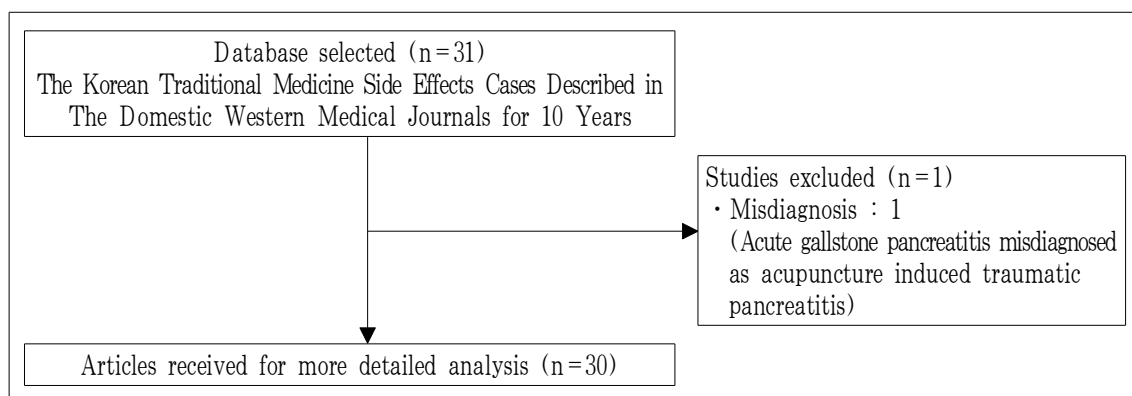 Database selected (n=31)
The Korean Traditional Medicine Side Effects Cases Described in
The Domestic Western Medical Journals for 10 Years
Studies excluded (n=1)
・Misdiagnosis : 1
(Acute gallstone pancreatitis misdiagnosed
as acupuncture induced traumatic
pancreatitis)
Articles received for more detailed analysis (n=30)